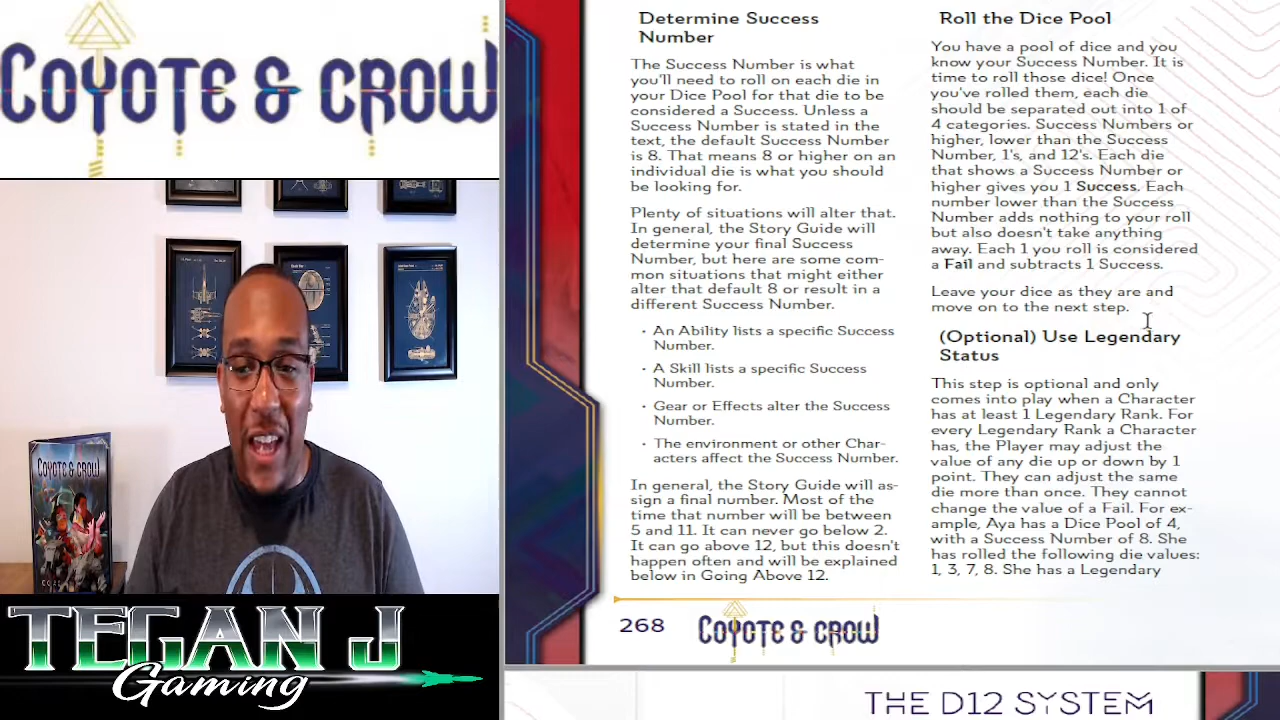 COYOTE & CROW
COYOTE & CROW
TEGAN J
Gaming
Determine Success
Number
The Success Number is what
you'll need to roll on each die in
your Dice Pool for that die to be
considered a Success. Unless a
Success Number is stated in the
text, the default Success Number
is 8. That means 8 or higher on an
individual die is what you should
be looking for.
Plenty of situations will alter that.
In general, the Story Guide will
determine your final Success
Number, but here are some com-
mon situations that might either
alter that default 8 or result in a
different Success Number.
• An Ability lists a specific Success
Number.
• A Skill lists a specific Success
Number.
• Gear or Effects alter the Success
Number.
• The environment or other Char-
acters affect the Success Number.
In general, the Story Guide will as-
sign a final number. Most of the
time that number will be between
5 and 11. It can never go below 2.
It can go above 12, but this doesn't
happen often and will be explained
below in Going Above 12.
Roll the Dice Pool
You have a pool of dice and you
know your Success Number. It is
time to roll those dice! Once
you've rolled them, each die
should be separated out into 1 of
4 categories. Success Numbers or
higher, lower than the Success
Number, 1's, and 12's. Each die
that shows a Success Number or
higher gives you 1 Success. Each
number lower than the Success
Number adds nothing to your roll
but also doesn't take anything
away. Each 1 you roll is considered
a Fail and subtracts 1 Success.
Leave your dice as they are and
move on to the next step.
(Optional) Use Legendary
Status
This step is optional and only
comes into play when a Character
has at least 1 Legendary Rank. For
every Legendary Rank a Character
has, the Player may adjust the
value of any die up or down by 1
point. They can adjust the same
die more than once. They cannot
change the value of a Fail. For ex-
ample, Aya has a Dice Pool of 4,
with a Success Number of 8. She
has rolled the following die values:
1, 3, 7, 8. She has a Legendary
268
COYOTE & CROW
THE D12 SYSTEM